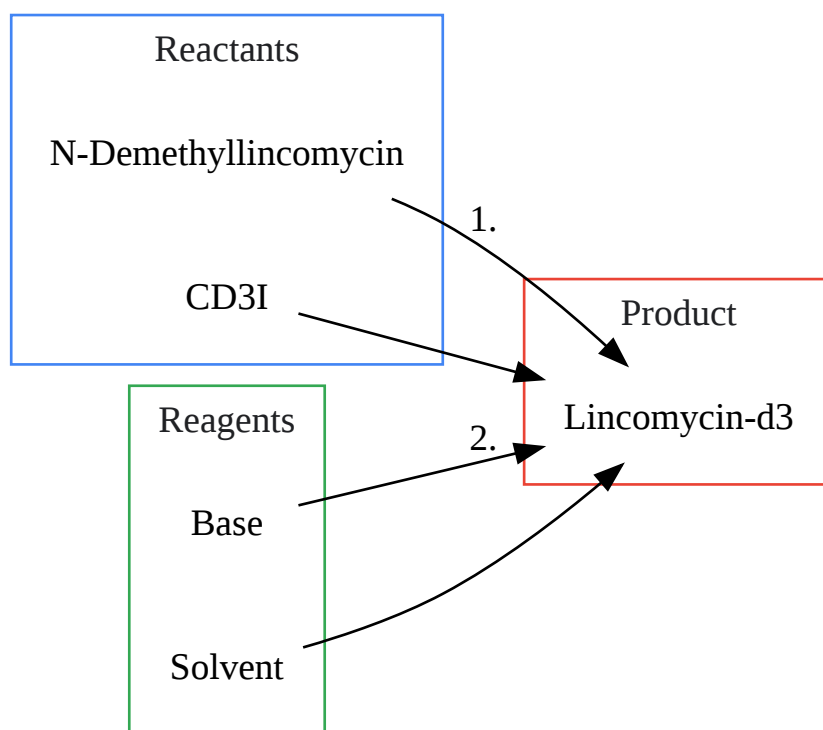 Reactants
N-Demethyllincomycin
1.
CD3I
Product
Reagents
Lincomycin-d3
2.
Base
Solvent